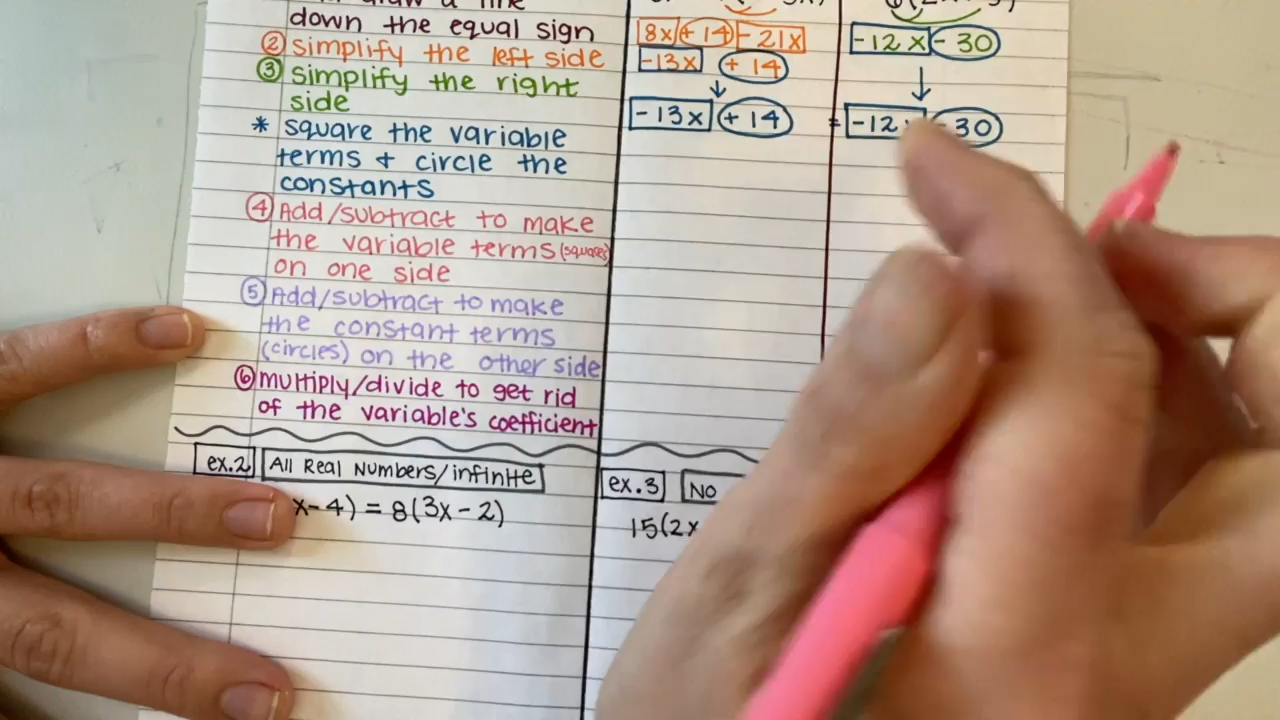 down the equal sign
② simplify the left side
③ simplify the right
side
* square the variable
terms + circle the
constants
④ Add/subtract to make
the variable terms (squares)
on one side
⑤ Add/subtract to make
the constant terms
(circles) on the other side
⑥ multiply/divide to get rid
of the variable's coefficient
8x + 14 - 21x
-13x + 14
-13x + 14
-12x - 30
= -12x - 30
ex.2 All Real Numbers/infinite
x-4) = 8(3x-2)
ex.3 NO
15(2x